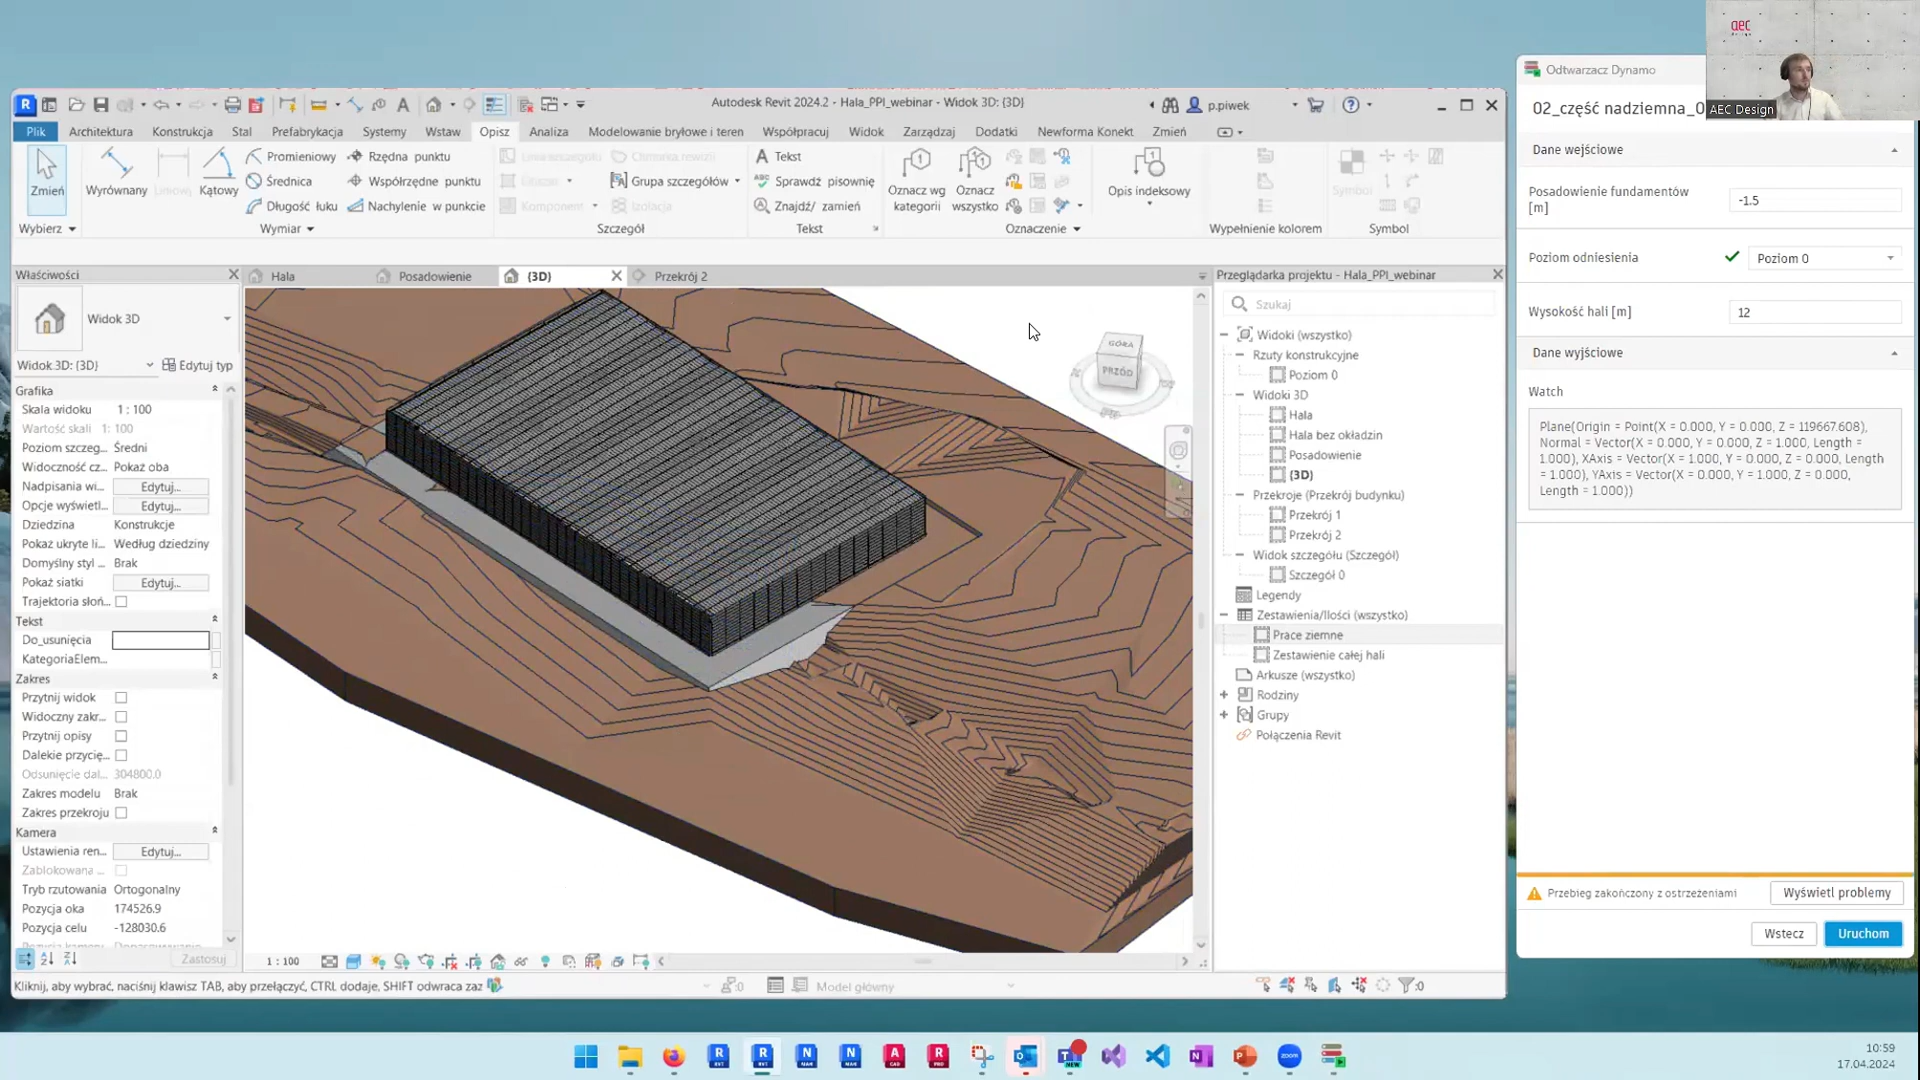 aec
AEC Design
Odtwarzacz Dynamo
02_część nadziemna_0
Autodesk Revit 2024.2 - Hala_PPI_webinar - Widok 3D: {3D}
p.piwek
Plik Architektura Konstrukcja Stal Prefabrykacja Systemy Wstaw Opisz Analiza Modelowanie bryłowe i teren Współpracuj Widok Zarządzaj Dodatki Newforma Konekt Zmień
Zmień
Wyrównany
Liniowy
Kątowy
Promieniowy
Średnica
Długość łuku
Rzędna punktu
Współrzędne punktu
Nachylenie w punkcie
Grupa szczegółów
Komponent
Izolacja
Tekst
Sprawdź pisownię
Znajdź/ zamień
Oznacz wg kategorii
Oznacz wszystko
Opis indeksowy
Symbol
Wybierz
Wymiar
Szczegół
Tekst
Oznaczenie
Wypełnienie kolorem
Symbol
Właściwości
Hala
Posadowienie
{3D}
Przekrój 2
Widok 3D
Widok 3D: {3D}
Edytuj typ
Grafika
Skala widoku 1 : 100
Wartość skali 1: 100
Poziom szczeg... Średni
Widoczność cz... Pokaż oba
Nadpisania wi... Edytuj...
Opcje wyświetl... Edytuj...
Dziedzina Konstrukcje
Pokaż ukryte li... Według dziedziny
Domyślny styl ... Brak
Pokaż siatki Edytuj...
Trajektoria słoń...
Tekst
Do_usunięcia
KategoriaElem...
Zakres
Przytnij widok
Widoczny zakr...
Przytnij opisy
Dalekie przycię...
Odsunięcie dal... 304800.0
Zakres modelu Brak
Zakres przekroju
Kamera
Ustawienia ren... Edytuj...
Zablokowana ...
Tryb rzutowania Ortogonalny
Pozycja oka 174526.9
Pozycja celu -128030.6
Zastosuj
GÓRA
PRZÓD
1 : 100
Kliknij, aby wybrać, naciśnij klawisz TAB, aby przełączyć, CTRL dodaje, SHIFT odwraca zaz
:0
Model główny
:0
Przeglądarka projektu - Hala_PPI_webinar
Szukaj
Widoki (wszystko)
Rzuty konstrukcyjne
Poziom 0
Widoki 3D
Hala
Hala bez okładzin
Posadowienie
{3D}
Przekroje (Przekrój budynku)
Przekrój 1
Przekrój 2
Widok szczegółu (Szczegół)
Szczegół 0
Legendy
Zestawienia/Ilości (wszystko)
Prace ziemne
Zestawienie całej hali
Arkusze (wszystko)
Rodziny
Grupy
Połączenia Revit
Dane wejściowe
Posadowienie fundamentów [m]
-1.5
Poziom odniesienia
Poziom 0
Wysokość hali [m]
12
Dane wyjściowe
Watch
Plane(Origin = Point(X = 0.000, Y = 0.000, Z = 119667.608),
Normal = Vector(X = 0.000, Y = 0.000, Z = 1.000, Length =
1.000), XAxis = Vector(X = 1.000, Y = 0.000, Z = 0.000, Length
= 1.000), YAxis = Vector(X = 0.000, Y = 1.000, Z = 0.000,
Length = 1.000))
Przebieg zakończony z ostrzeżeniami
Wyświetl problemy
Wstecz
Uruchom
10:59
17.04.2024